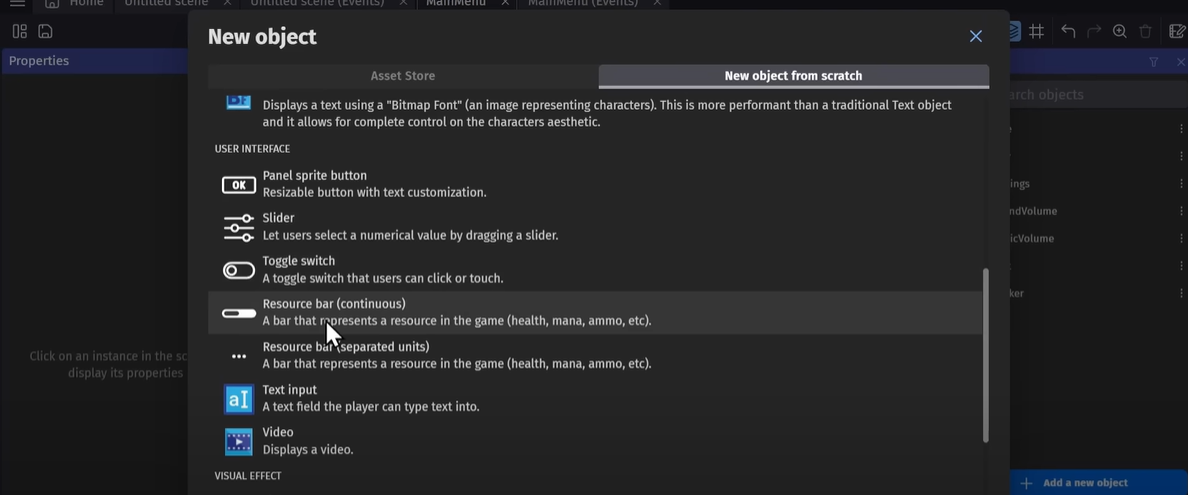 Home
Untitled scene
Untitled scene (Events)
MainMenu
MainMenu (Events)
New object
Properties
Asset Store
New object from scratch
Displays a text using a "Bitmap Font" (an image representing characters). This is more performant than a traditional Text object
and it allows for complete control on the characters aesthetic.
USER INTERFACE
OK
Panel sprite button
Resizable button with text customization.
Slider
Let users select a numerical value by dragging a slider.
Toggle switch
A toggle switch that users can click or touch.
Resource bar (continuous)
A bar that represents a resource in the game (health, mana, ammo, etc).
Resource bar (separated units)
A bar that represents a resource in the game (health, mana, ammo, etc).
aI
Text input
A text field the player can type text into.
Video
Displays a video.
VISUAL EFFECT
Click on an instance in the sc
display its properties
arch objects
ings
ndVolume
icVolume
ker
Add a new object